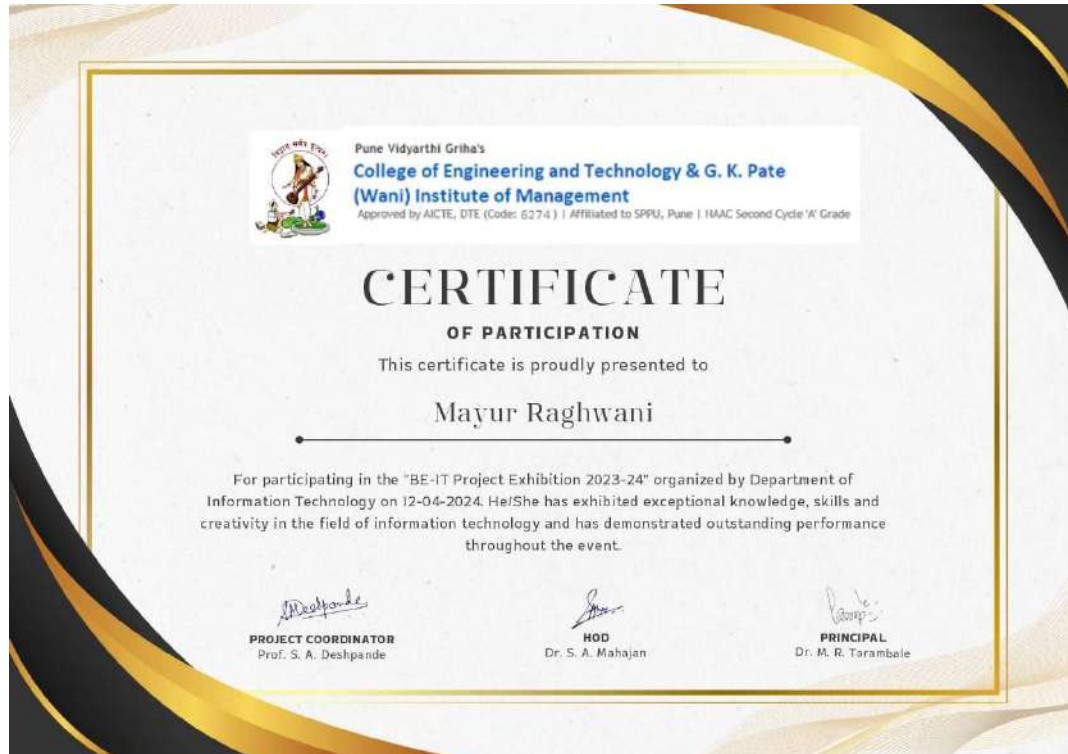 Pune Vidyarthi Griha's
College of Engineering and Technology & G. K. Pate
(Wani) Institute of Management
Approved by AICTE, DTE (Code: 6274) | Affiliated to SPPU, Pune | NAAC Second Cycle 'A' Grade
CERTIFICATE
OF PARTICIPATION
This certificate is proudly presented to
Mayur Raghwani
For participating in the "BE-IT Project Exhibition 2023-24" organized by Department of
Information Technology on 12-04-2024. He/She has exhibited exceptional knowledge, skills and
creativity in the field of information technology and has demonstrated outstanding performance
throughout the event.
SADeshpande
PROJECT COORDINATOR
Prof. S. A. Deshpande
HOD
Dr. S. A. Mahajan
PRINCIPAL
Dr. M. R. Tarambale